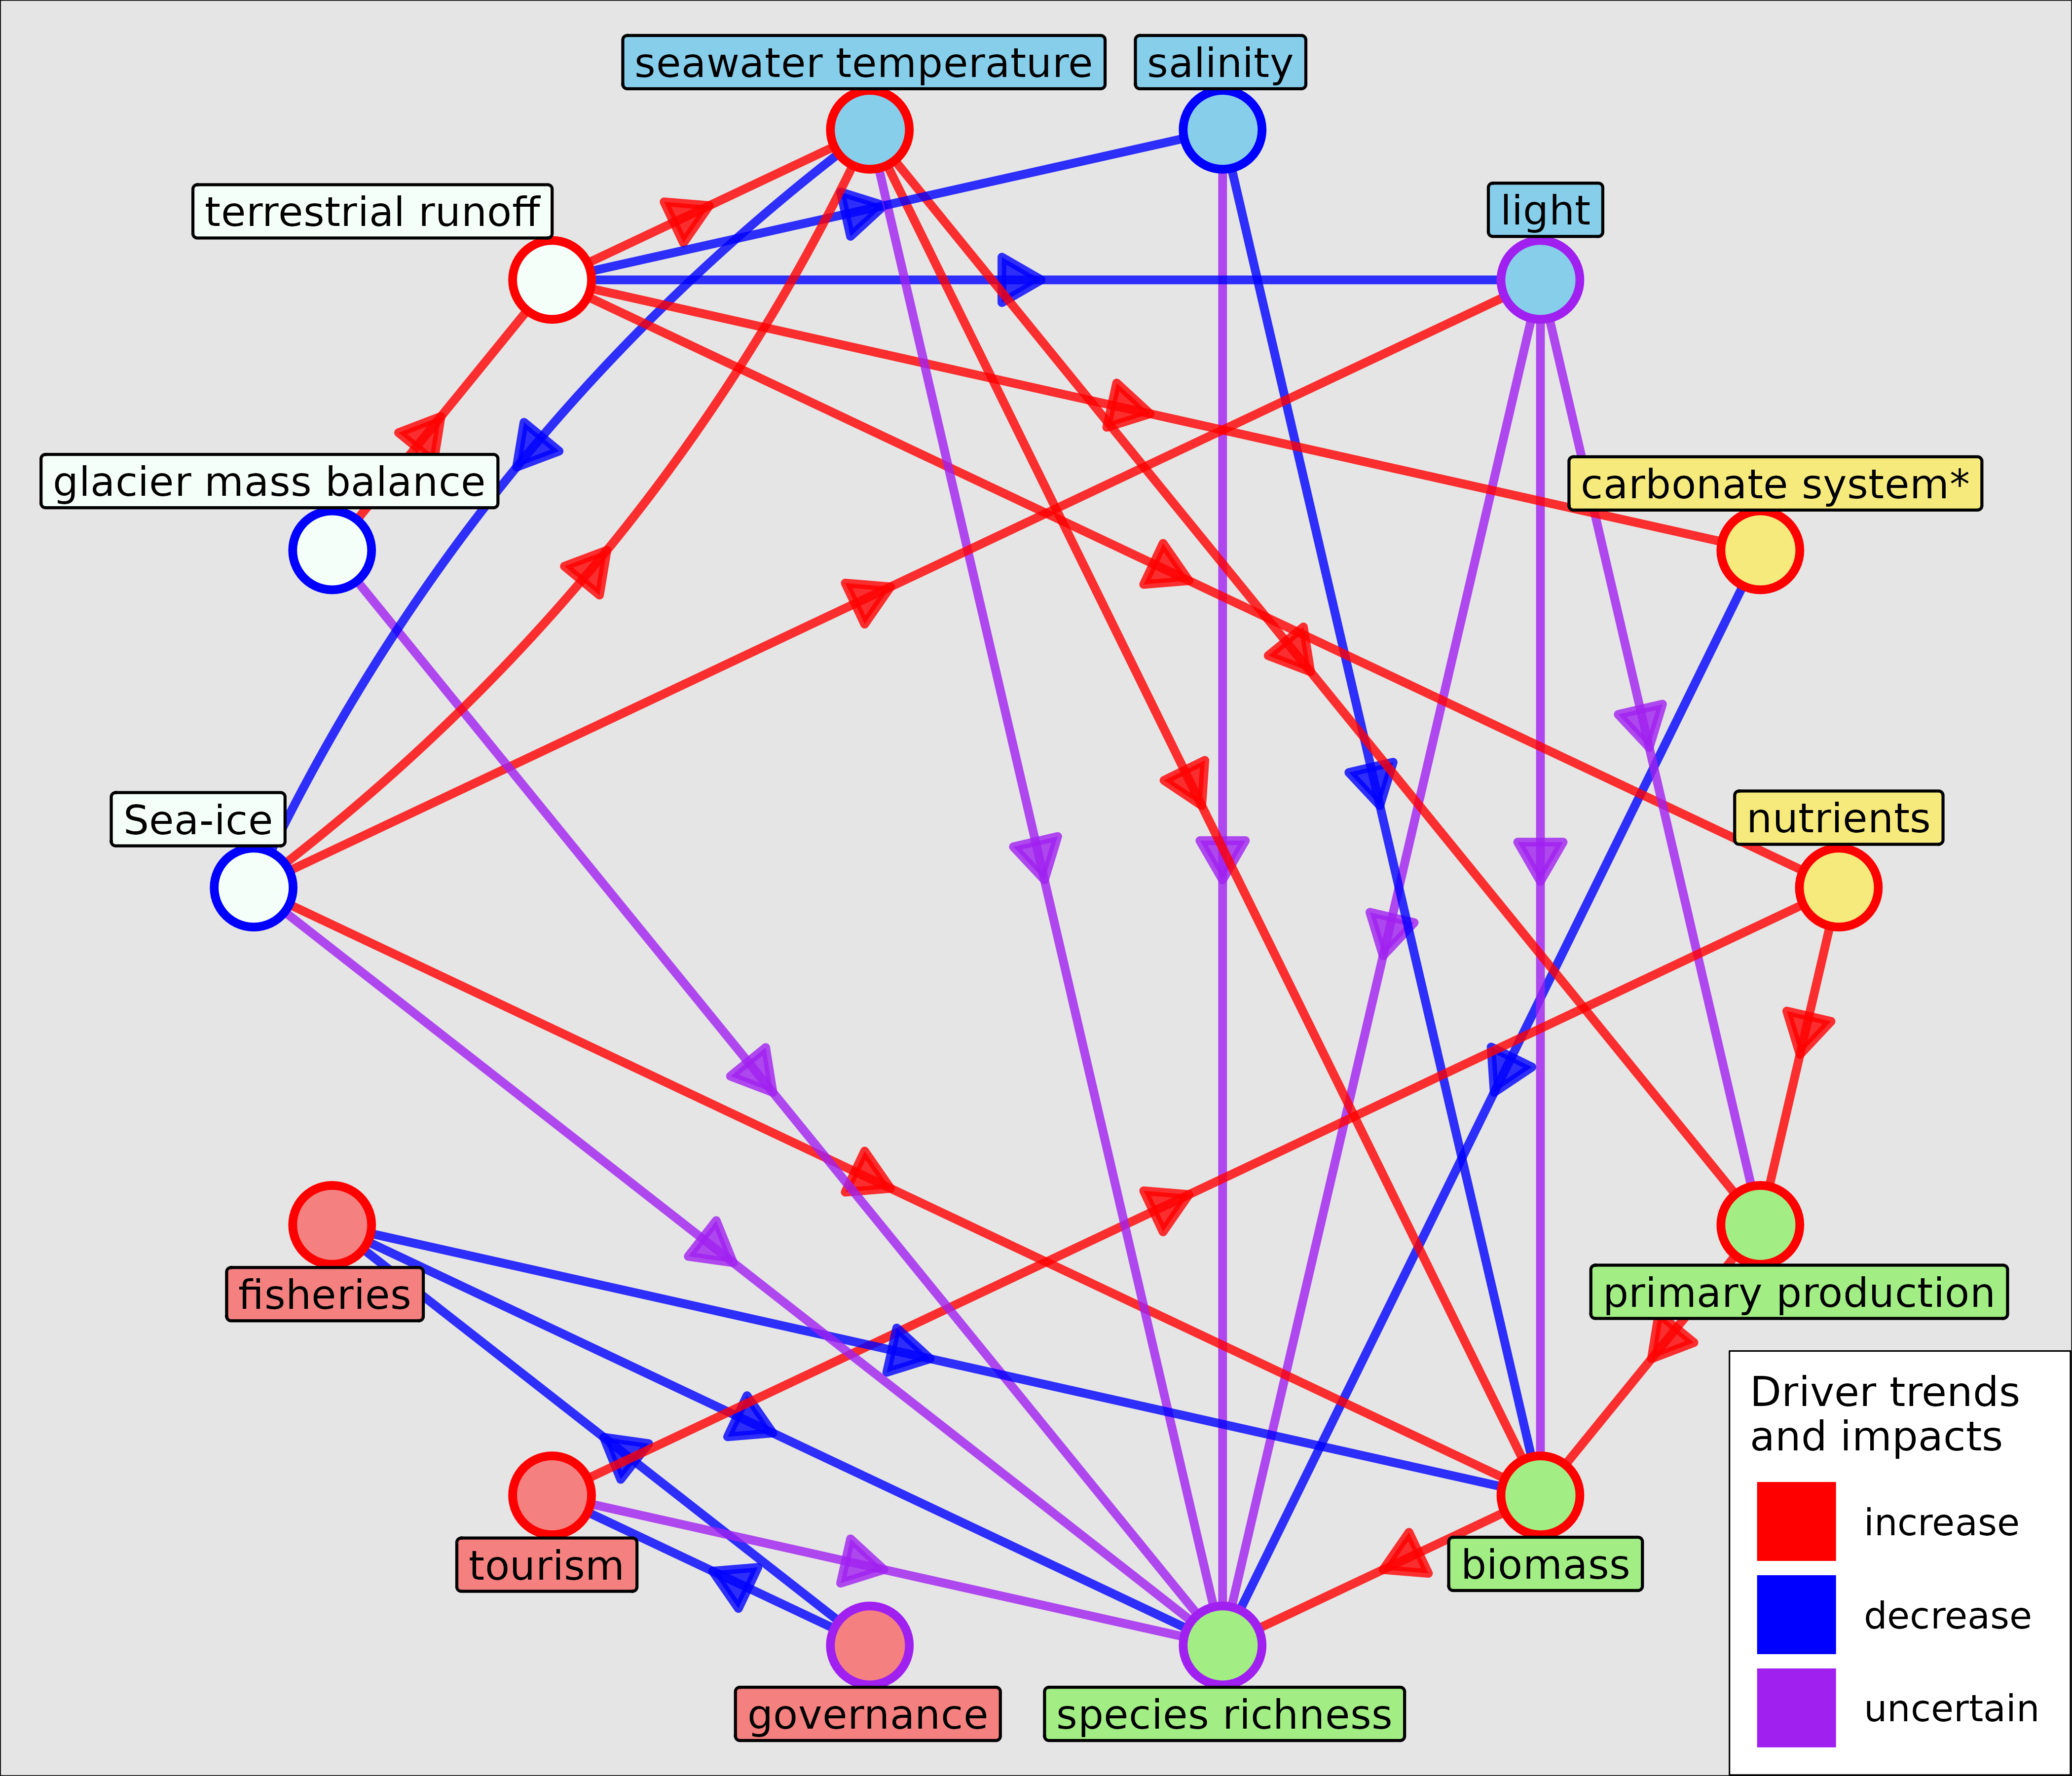 seawater temperature
salinity
terrestrial runoff
light
glacier mass balance
carbonate system*
Sea-ice
nutrients
fisheries
primary production
tourism
biomass
governance
species richness
Driver trends
and impacts
increase
decrease
uncertain